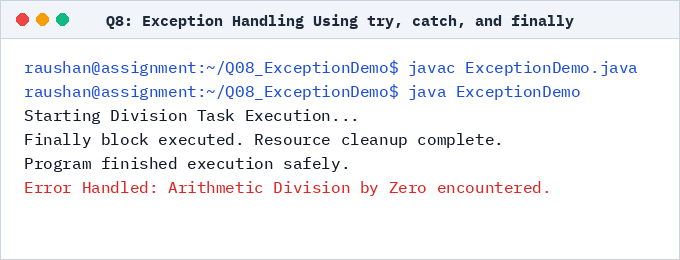 Q8: Exception Handling Using try, catch, and finally
raushan@assignment:~/Q08_ExceptionDemo$ javac ExceptionDemo.java
raushan@assignment:~/Q08_ExceptionDemo$ java ExceptionDemo
Starting Division Task Execution...
Finally block executed. Resource cleanup complete.
Program finished execution safely.
Error Handled: Arithmetic Division by Zero encountered.